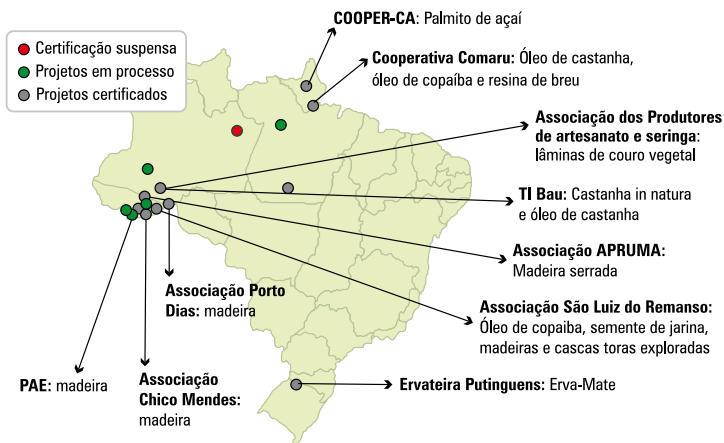 COOPER-CA: Palmito de açaí
Certificação suspensa
Projetos em processo
Projetos certificados
Cooperativa Comaru: Óleo de castanha,
óleo de copaíba e resina de breu
Associação dos Produtores
de artesanato e seringa:
lâminas de couro vegetal
TI Bau: Castanha in natura
e óleo de castanha
Associação APRUMA:
Madeira serrada
Associação Porto
Dias: madeira
Associação São Luiz do Remanso:
Óleo de copaiba, semente de jarina,
madeiras e cascas toras exploradas
PAE: madeira
Associação
Chico Mendes:
madeira
Ervateira Putinguens: Erva-Mate